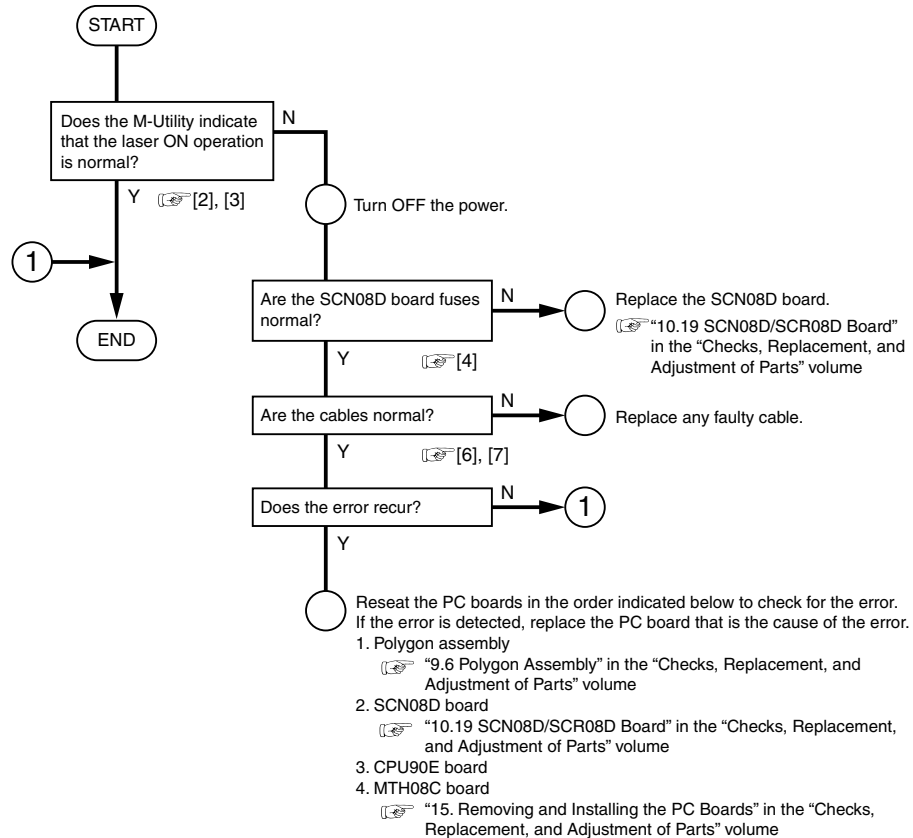 START
Does the M-Utility indicate
that the laser ON operation
is normal?
N
Y
[2], [3]
Turn OFF the power.
1
END
Are the SCN08D board fuses
normal?
N
Replace the SCN08D board.
“10.19 SCN08D/SCR08D Board”
in the “Checks, Replacement, and
Adjustment of Parts” volume
Y
[4]
Are the cables normal?
N
Replace any faulty cable.
Y
[6], [7]
Does the error recur?
N
1
Y
Reseat the PC boards in the order indicated below to check for the error.
If the error is detected, replace the PC board that is the cause of the error.
1. Polygon assembly
“9.6 Polygon Assembly” in the “Checks, Replacement, and
Adjustment of Parts” volume
2. SCN08D board
“10.19 SCN08D/SCR08D Board” in the “Checks, Replacement,
and Adjustment of Parts” volume
3. CPU90E board
4. MTH08C board
“15. Removing and Installing the PC Boards” in the “Checks,
Replacement, and Adjustment of Parts” volume